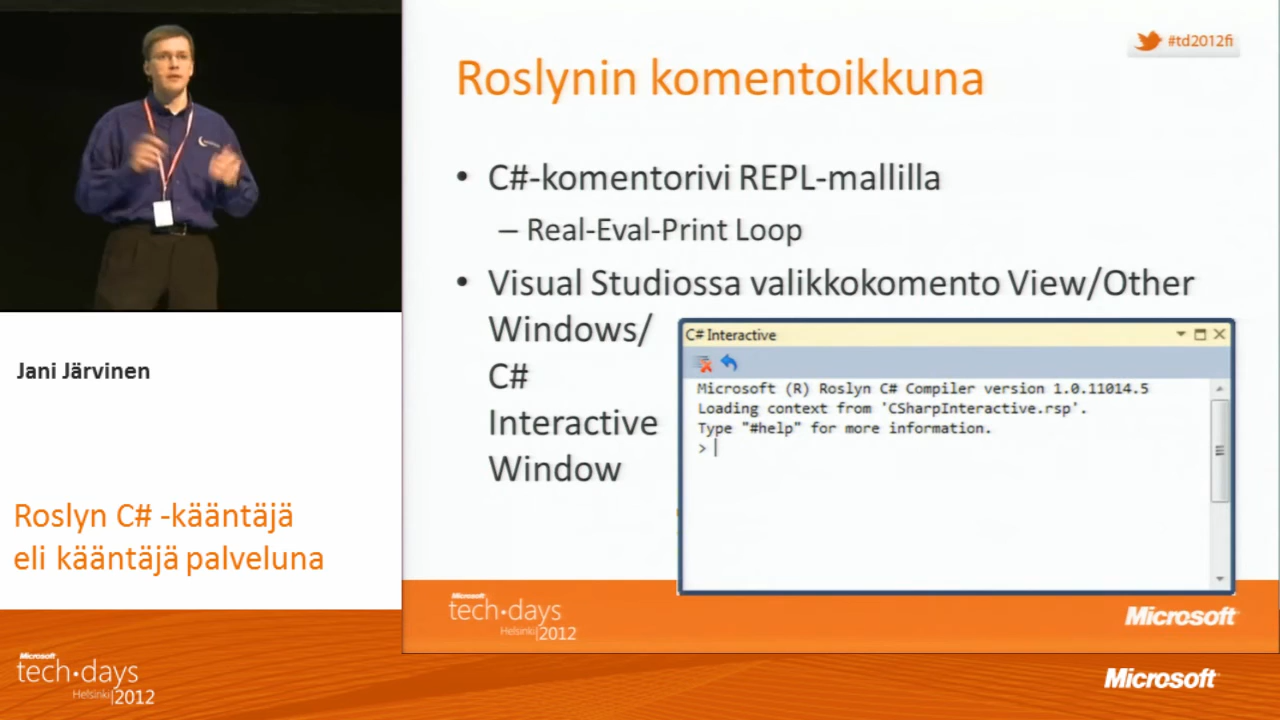 #td2012fi
Roslynin komentoikkuna
• C#-komentorivi REPL-mallilla
– Real-Eval-Print Loop
• Visual Studiossa valikkokomento View/Other
Windows/
C#
Interactive
Window
C# Interactive
Microsoft (R) Roslyn C# Compiler version 1.0.11014.5
Loading context from 'CSharpInteractive.rsp'.
Type "#help" for more information.
>
Microsoft
tech·days
Helsinki|2012
Microsoft
Jani Järvinen
Roslyn C# -kääntäjä
eli kääntäjä palveluna
Microsoft
tech·days
Helsinki|2012
Microsoft